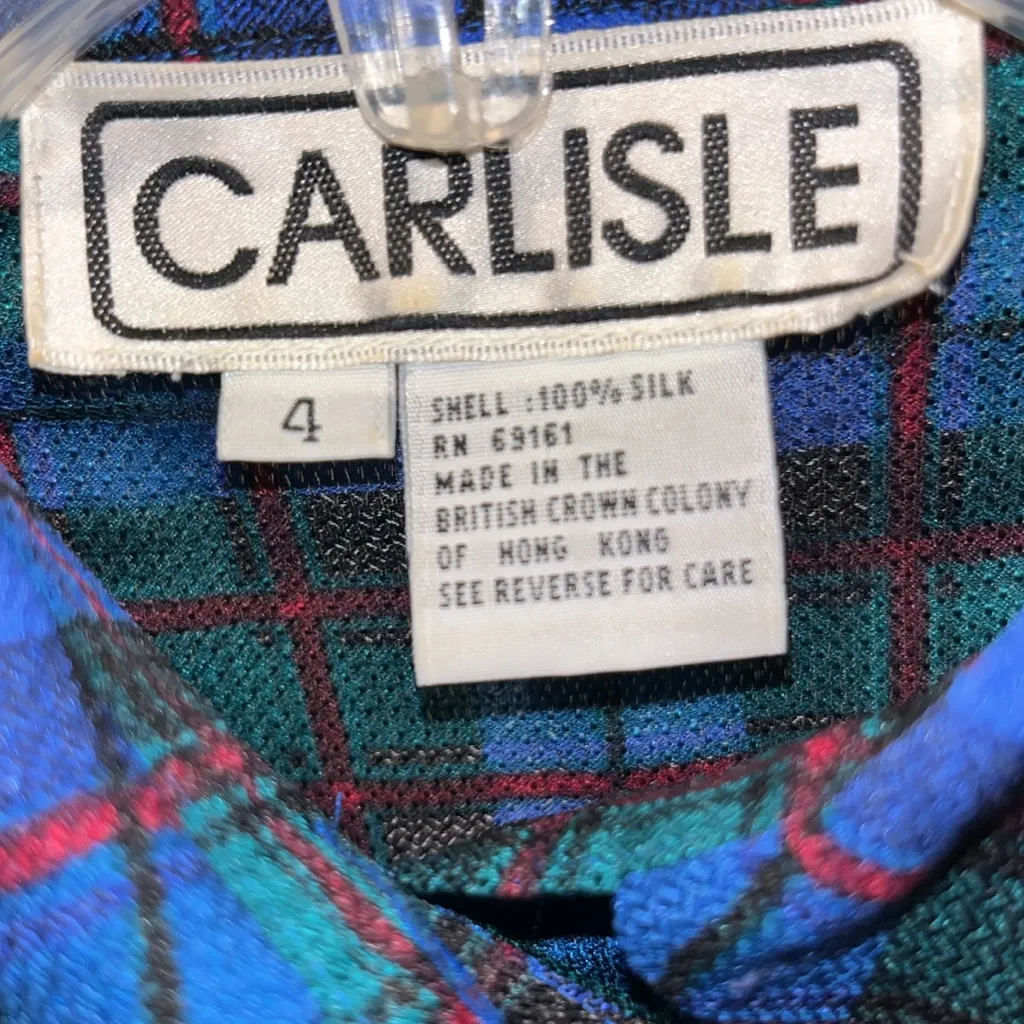 CARLISLE
4
SHELL :100% SILK
RN 69161
MADE IN THE
BRITISH CROWN COLONY
OF HONG KONG
SEE REVERSE FOR CARE